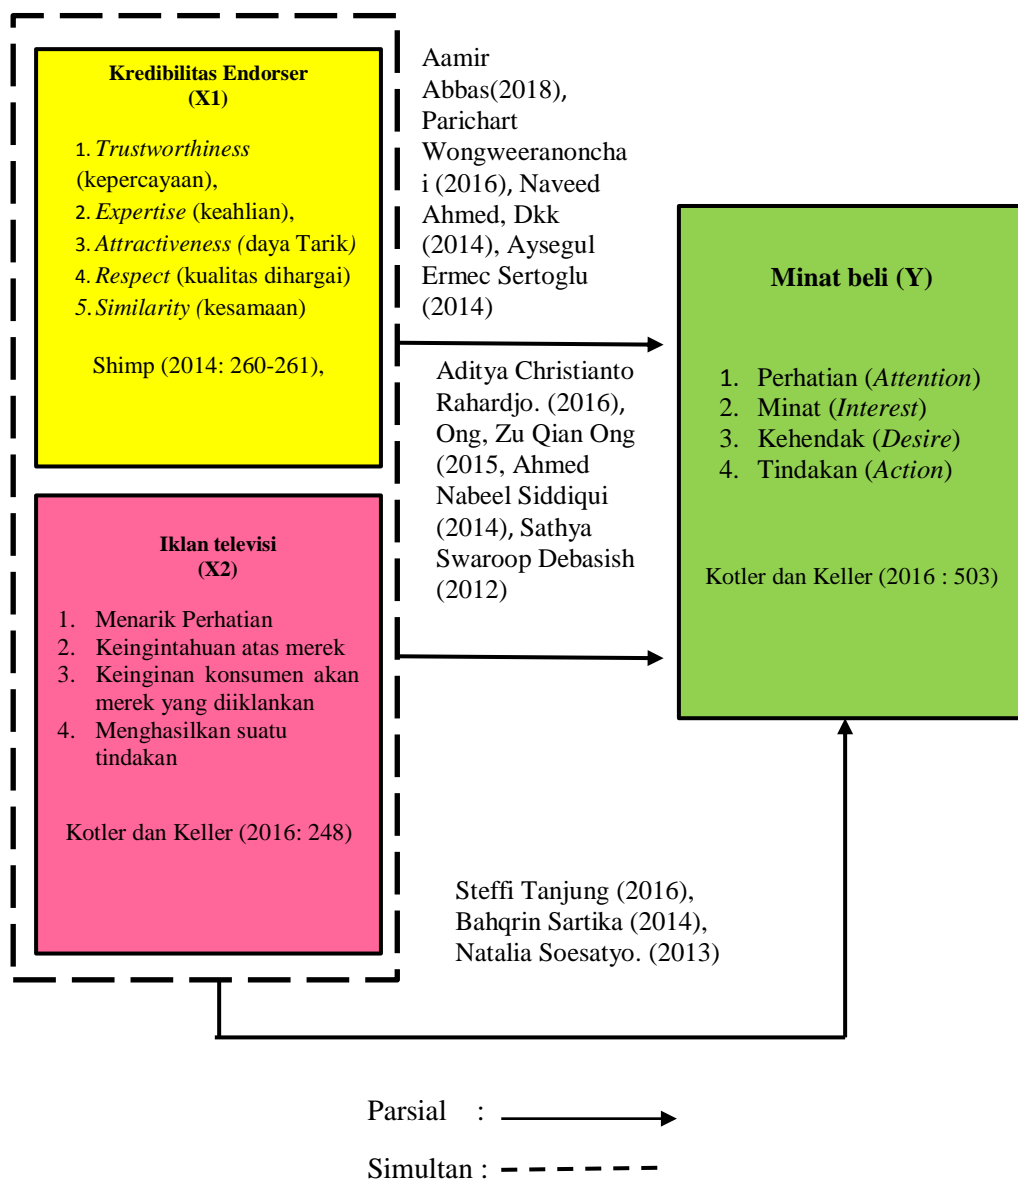 Kredibilitas Endorser
(X1)
1. Trustworthiness
(kepercayaan),
2. Expertise (keahlian),
3. Attractiveness (daya Tarik)
4. Respect (kualitas dihargai)
5. Similarity (kesamaan)
Shimp (2014: 260-261),
Iklan televisi
(X2)
1. Menarik Perhatian
2. Keingintahuan atas merek
3. Keinginan konsumen akan
merek yang diiklankan
4. Menghasilkan suatu
tindakan
Kotler dan Keller (2016: 248)
Aamir
Abbas(2018),
Parichart
Wongweeranoncha
i (2016), Naveed
Ahmed, Dkk
(2014), Aysegul
Ermec Sertoglu
(2014)
Aditya Christianto
Rahardjo. (2016),
Ong, Zu Qian Ong
(2015, Ahmed
Nabeel Siddiqui
(2014), Sathya
Swaroop Debasish
(2012)
Minat beli (Y)
1. Perhatian (Attention)
2. Minat (Interest)
3. Kehendak (Desire)
4. Tindakan (Action)
Kotler dan Keller (2016 : 503)
Steffi Tanjung (2016),
Bahqrin Sartika (2014),
Natalia Soesatyo. (2013)
Parsial :
Simultan :